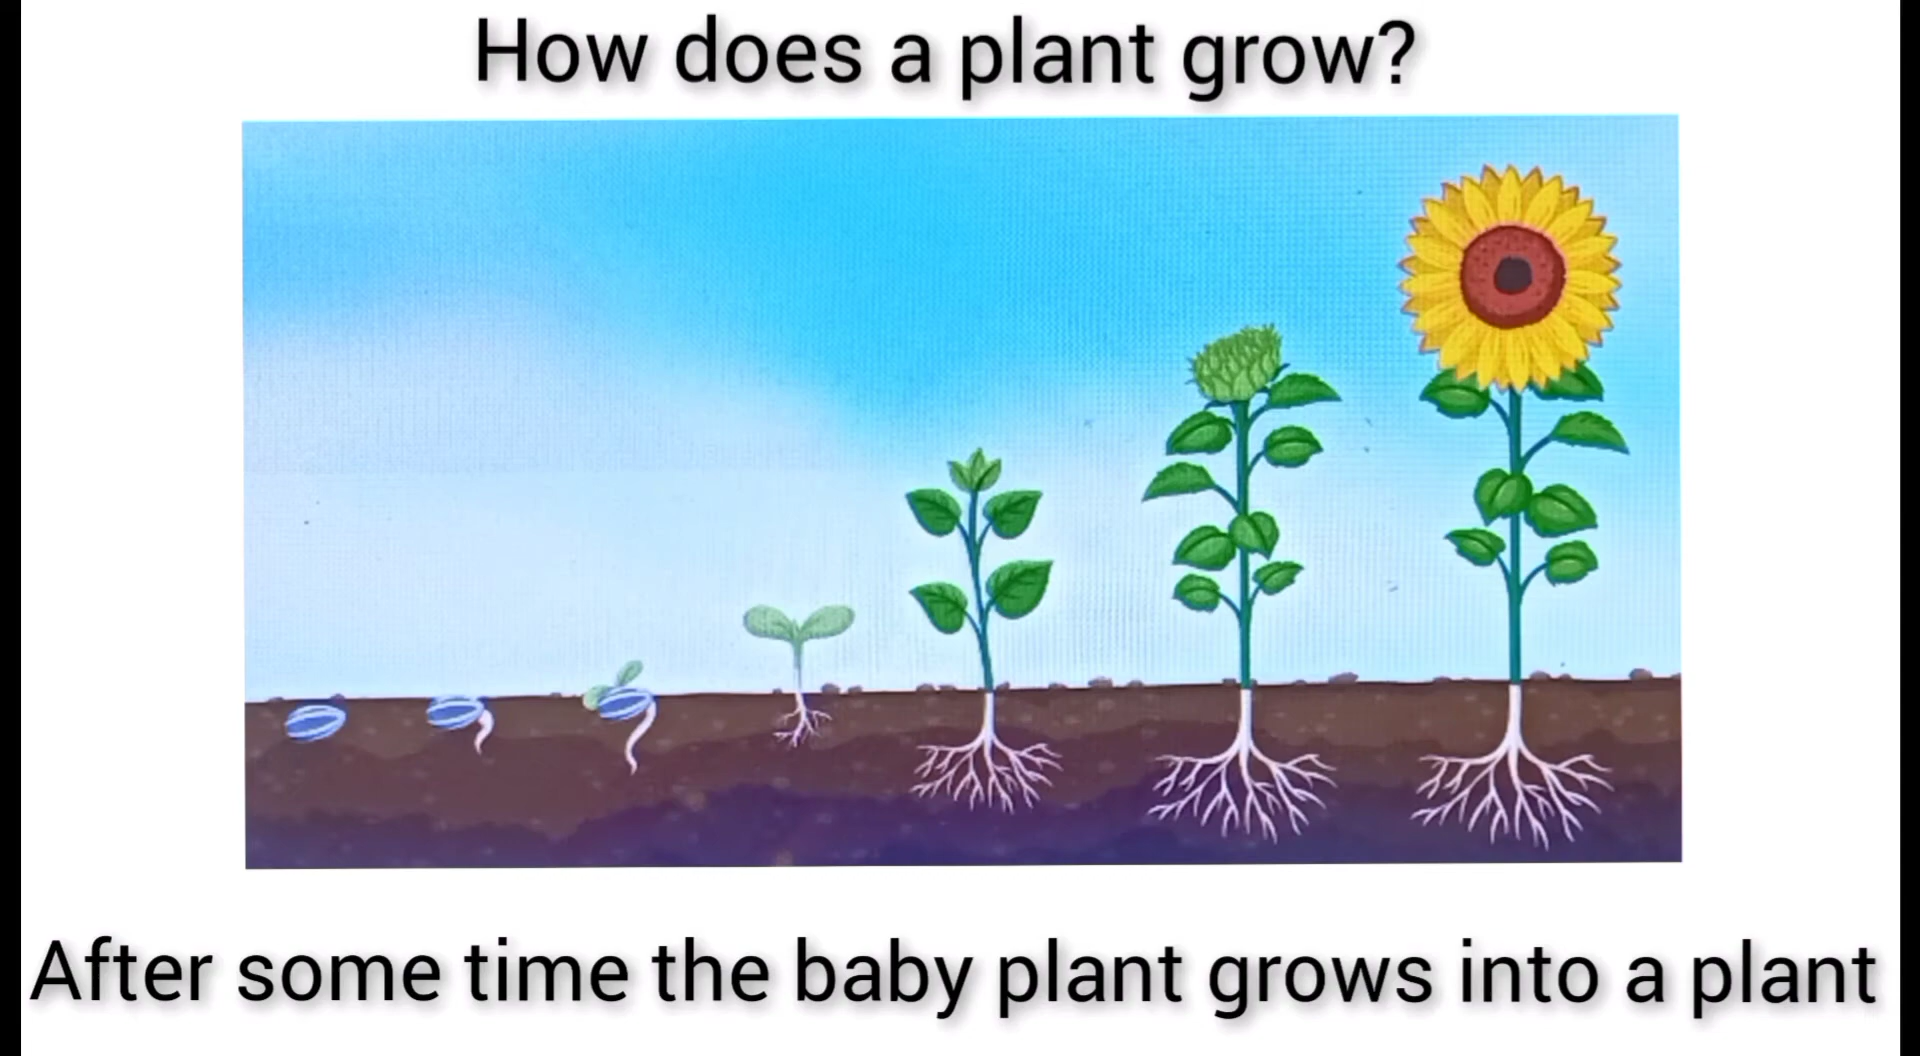 How does a plant grow?
After some time the baby plant grows into a plant